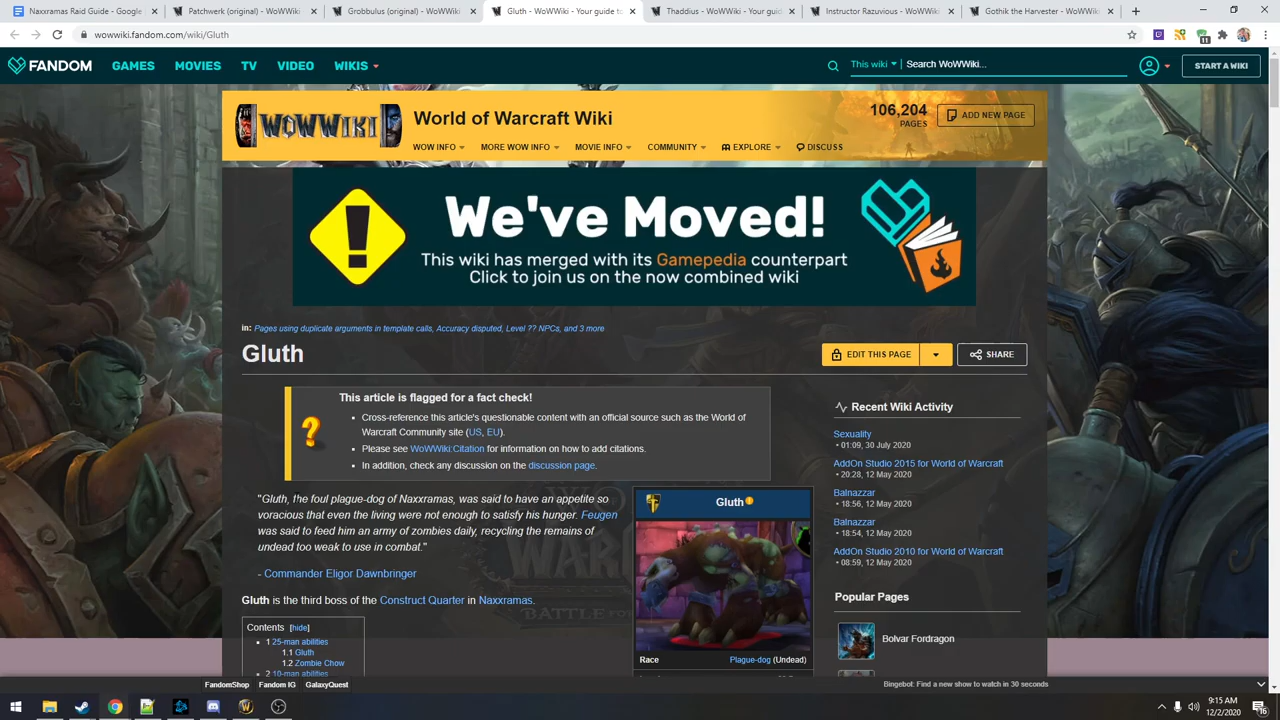 Naxxramas Raid Guide - Google
Patchwerk (original) - WoWWiki
Grobbulus (original) - WoWWiki
Gluth - WoWWiki - Your guide to
Thaddius - WoWWiki - Your guid
Instructor Razuvious - WoWWiki
Gothik the Harvester - WoWWiki
wowwiki.fandom.com/wiki/Gluth
11
FANDOM
GAMES
MOVIES
TV
VIDEO
WIKIS
This wiki
Search WoWWiki...
START A WIKI
WOWWiKi
World of Warcraft Wiki
106,204
PAGES
ADD NEW PAGE
WOW INFO
MORE WOW INFO
MOVIE INFO
COMMUNITY
EXPLORE
DISCUSS
We've Moved!
This wiki has merged with its Gamepedia counterpart
Click to join us on the now combined wiki
in: Pages using duplicate arguments in template calls, Accuracy disputed, Level ?? NPCs, and 3 more
Gluth
EDIT THIS PAGE
SHARE
This article is flagged for a fact check!
• Cross-reference this article's questionable content with an official source such as the World of
Warcraft Community site (US, EU).
• Please see WoWWiki:Citation for information on how to add citations.
• In addition, check any discussion on the discussion page.
"Gluth, the foul plague-dog of Naxxramas, was said to have an appetite so
voracious that even the living were not enough to satisfy his hunger. Feugen
was said to feed him an army of zombies daily, recycling the remains of
undead too weak to use in combat."
- Commander Eligor Dawnbringer
Gluth is the third boss of the Construct Quarter in Naxxramas.
Contents [hide]
1 25-man abilities
1.1 Gluth
1.2 Zombie Chow
2 10-man abilities
Gluth
Race
Plague-dog (Undead)
Recent Wiki Activity
Sexuality
• 01:09, 30 July 2020
AddOn Studio 2015 for World of Warcraft
• 20:28, 12 May 2020
Balnazzar
• 18:56, 12 May 2020
Balnazzar
• 18:54, 12 May 2020
AddOn Studio 2010 for World of Warcraft
• 08:59, 12 May 2020
Popular Pages
Bolvar Fordragon
FandomShop
Fandom IG
GalaxyQuest
Bingebot: Find a new show to watch in 30 seconds
9:15 AM
12/2/2020
16